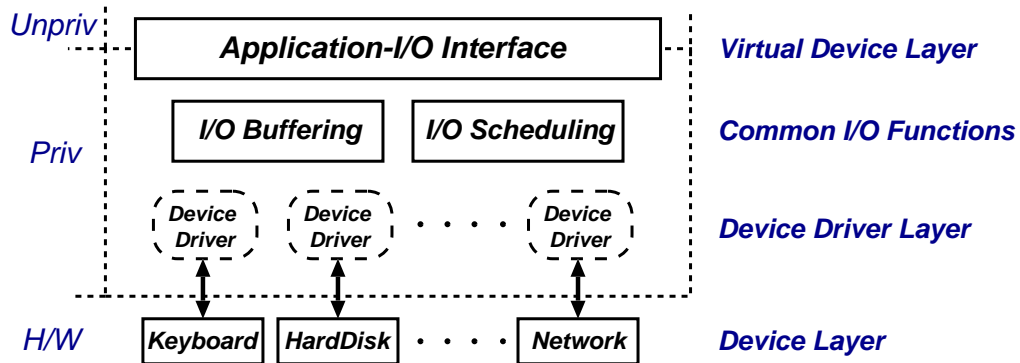 Unpriv
Application-I/O Interface
Virtual Device Layer
I/O Buffering
I/O Scheduling
Common I/O Functions
Priv
Device Driver
Device Driver
Device Driver
Device Driver Layer
H/W
Keyboard
HardDisk
Network
Device Layer